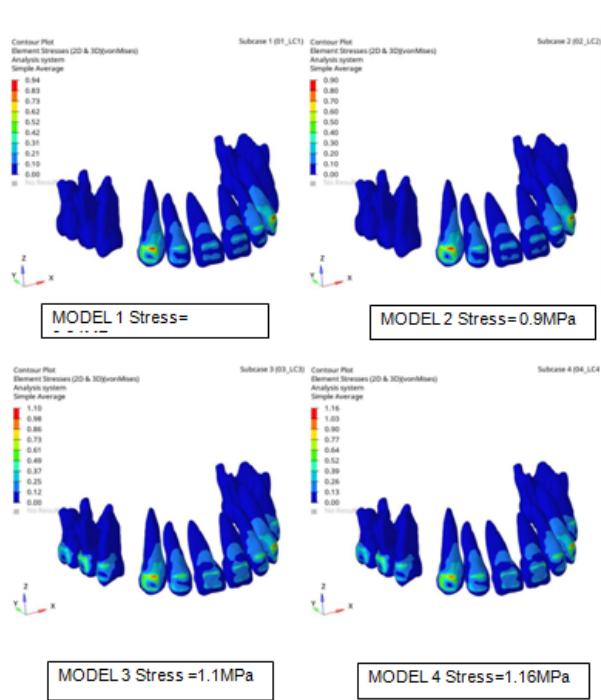 Contour Plot
Element Stresses (2D & 3D)(vonMises)
Analysis system
Simple Average
Subcase 1 (01_LC1)
0.94
0.83
0.73
0.62
0.52
0.42
0.31
0.21
0.10
0.00
No Result
Z
Y
X
MODEL 1 Stress=
Contour Plot
Element Stresses (2D & 3D)(vonMises)
Analysis system
Simple Average
Subcase 2 (02_LC2)
0.90
0.80
0.70
0.60
0.50
0.40
0.30
0.20
0.10
0.00
No Result
Z
Y
X
MODEL 2 Stress= 0.9MPa
Contour Plot
Element Stresses (2D & 3D)(vonMises)
Analysis system
Simple Average
Subcase 3 (03_LC3)
1.10
0.98
0.86
0.73
0.61
0.49
0.37
0.25
0.12
0.00
No Result
Z
Y
X
MODEL 3 Stress =1.1MPa
Contour Plot
Element Stresses (2D & 3D)(vonMises)
Analysis system
Simple Average
Subcase 4 (04_LC4
1.16
1.03
0.90
0.77
0.64
0.52
0.39
0.26
0.13
0.00
No Result
Z
Y
X
MODEL 4 Stress=1.16MPa